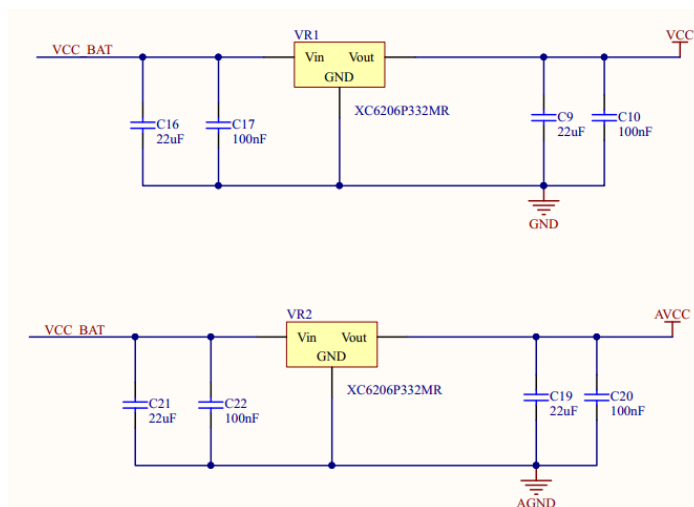 VCC_BAT
VR1
Vin Vout
GND
XC6206P332MR
VCC
C16
22uF
C17
100nF
C9
22uF
C10
100nF
GND
VCC_BAT
VR2
Vin Vout
GND
XC6206P332MR
AVCC
C21
22uF
C22
100nF
C19
22uF
C20
100nF
AGND